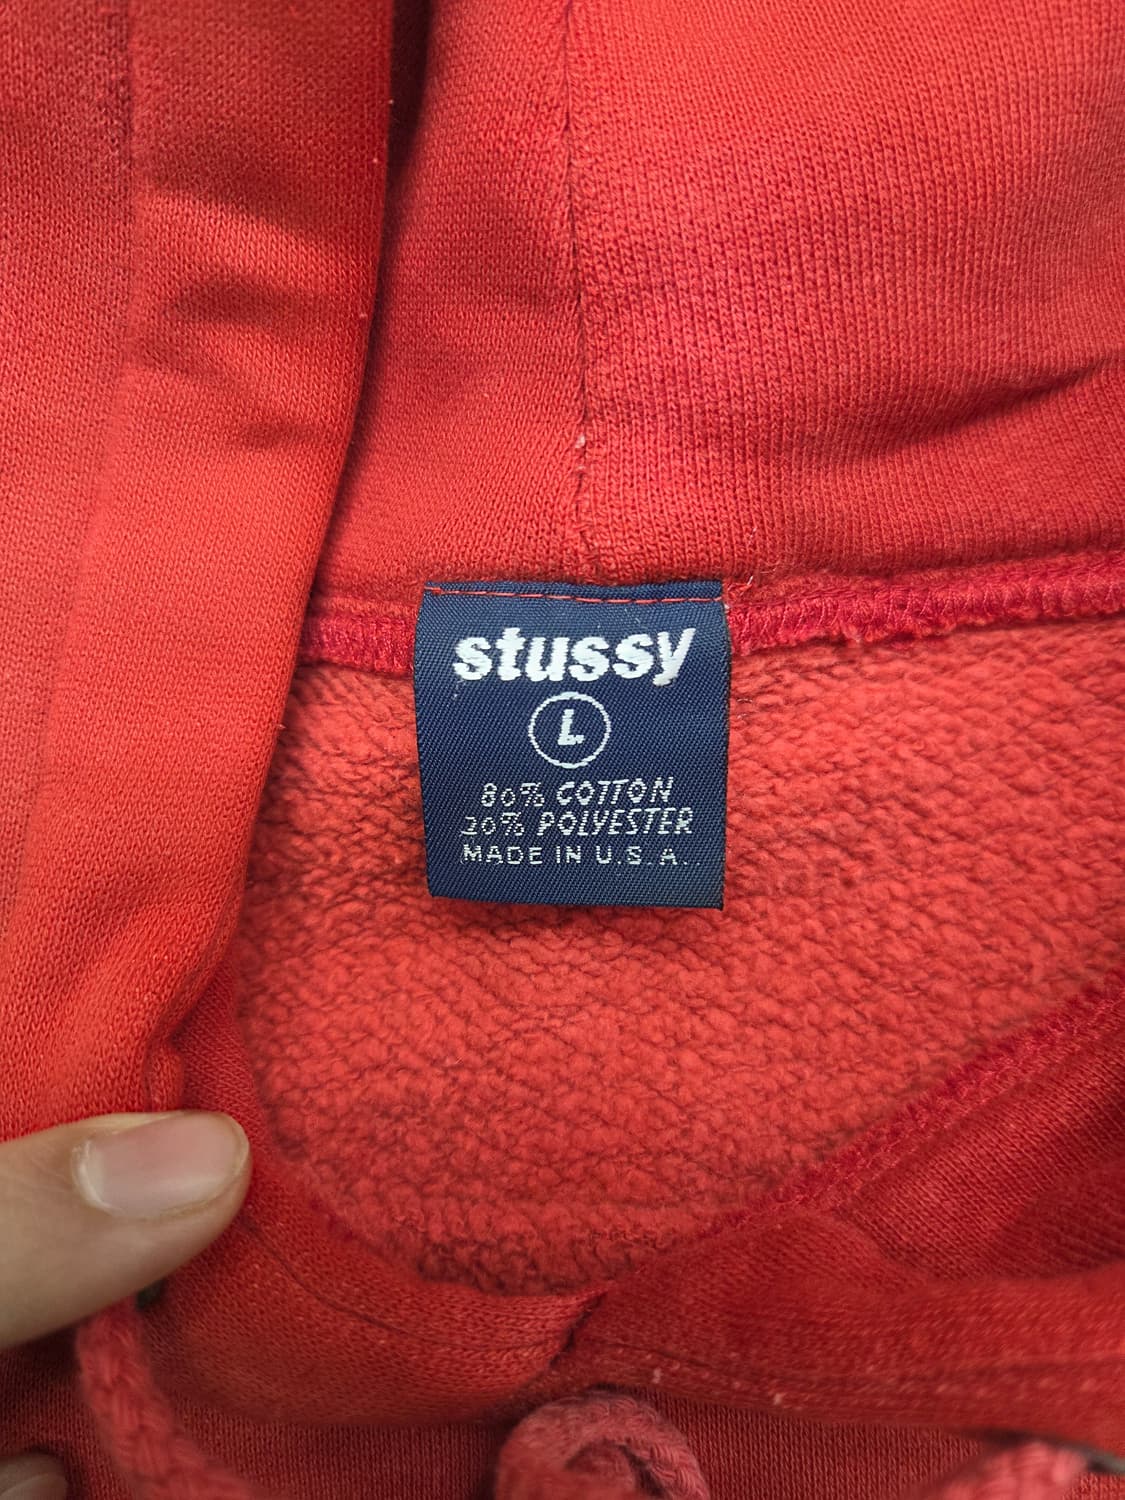 stussy
L
80% COTTON
20% POLYESTER
MADE IN U.S.A.